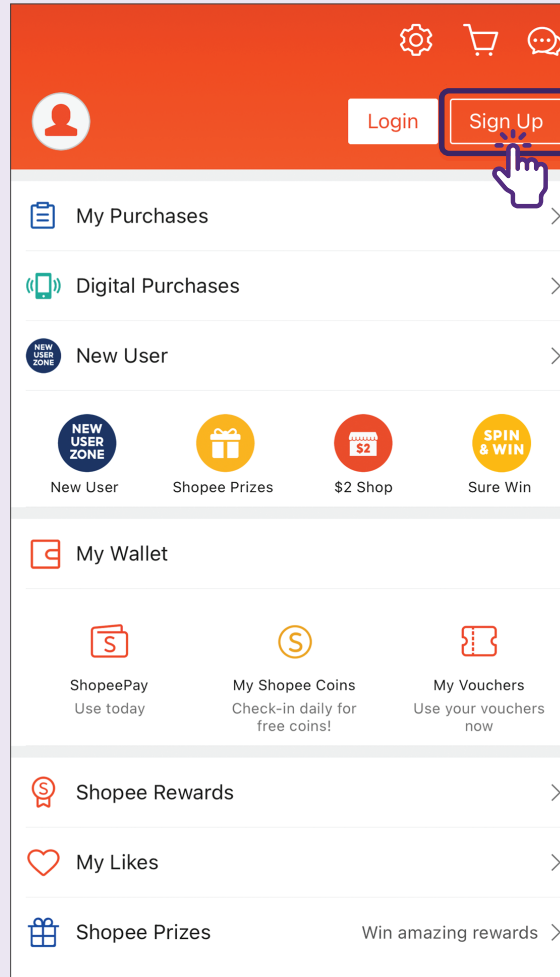 Login
Sign Up
My Purchases
Digital Purchases
NEW
USER
ZONE
New User
NEW
USER
ZONE
$2
SPIN
& WIN
New User
Shopee Prizes
$2 Shop
Sure Win
My Wallet
S
S
ShopeePay
My Shopee Coins
My Vouchers
Use today
Check-in daily for
free coins!
Use your vouchers
now
S
Shopee Rewards
My Likes
Shopee Prizes
Win amazing rewards